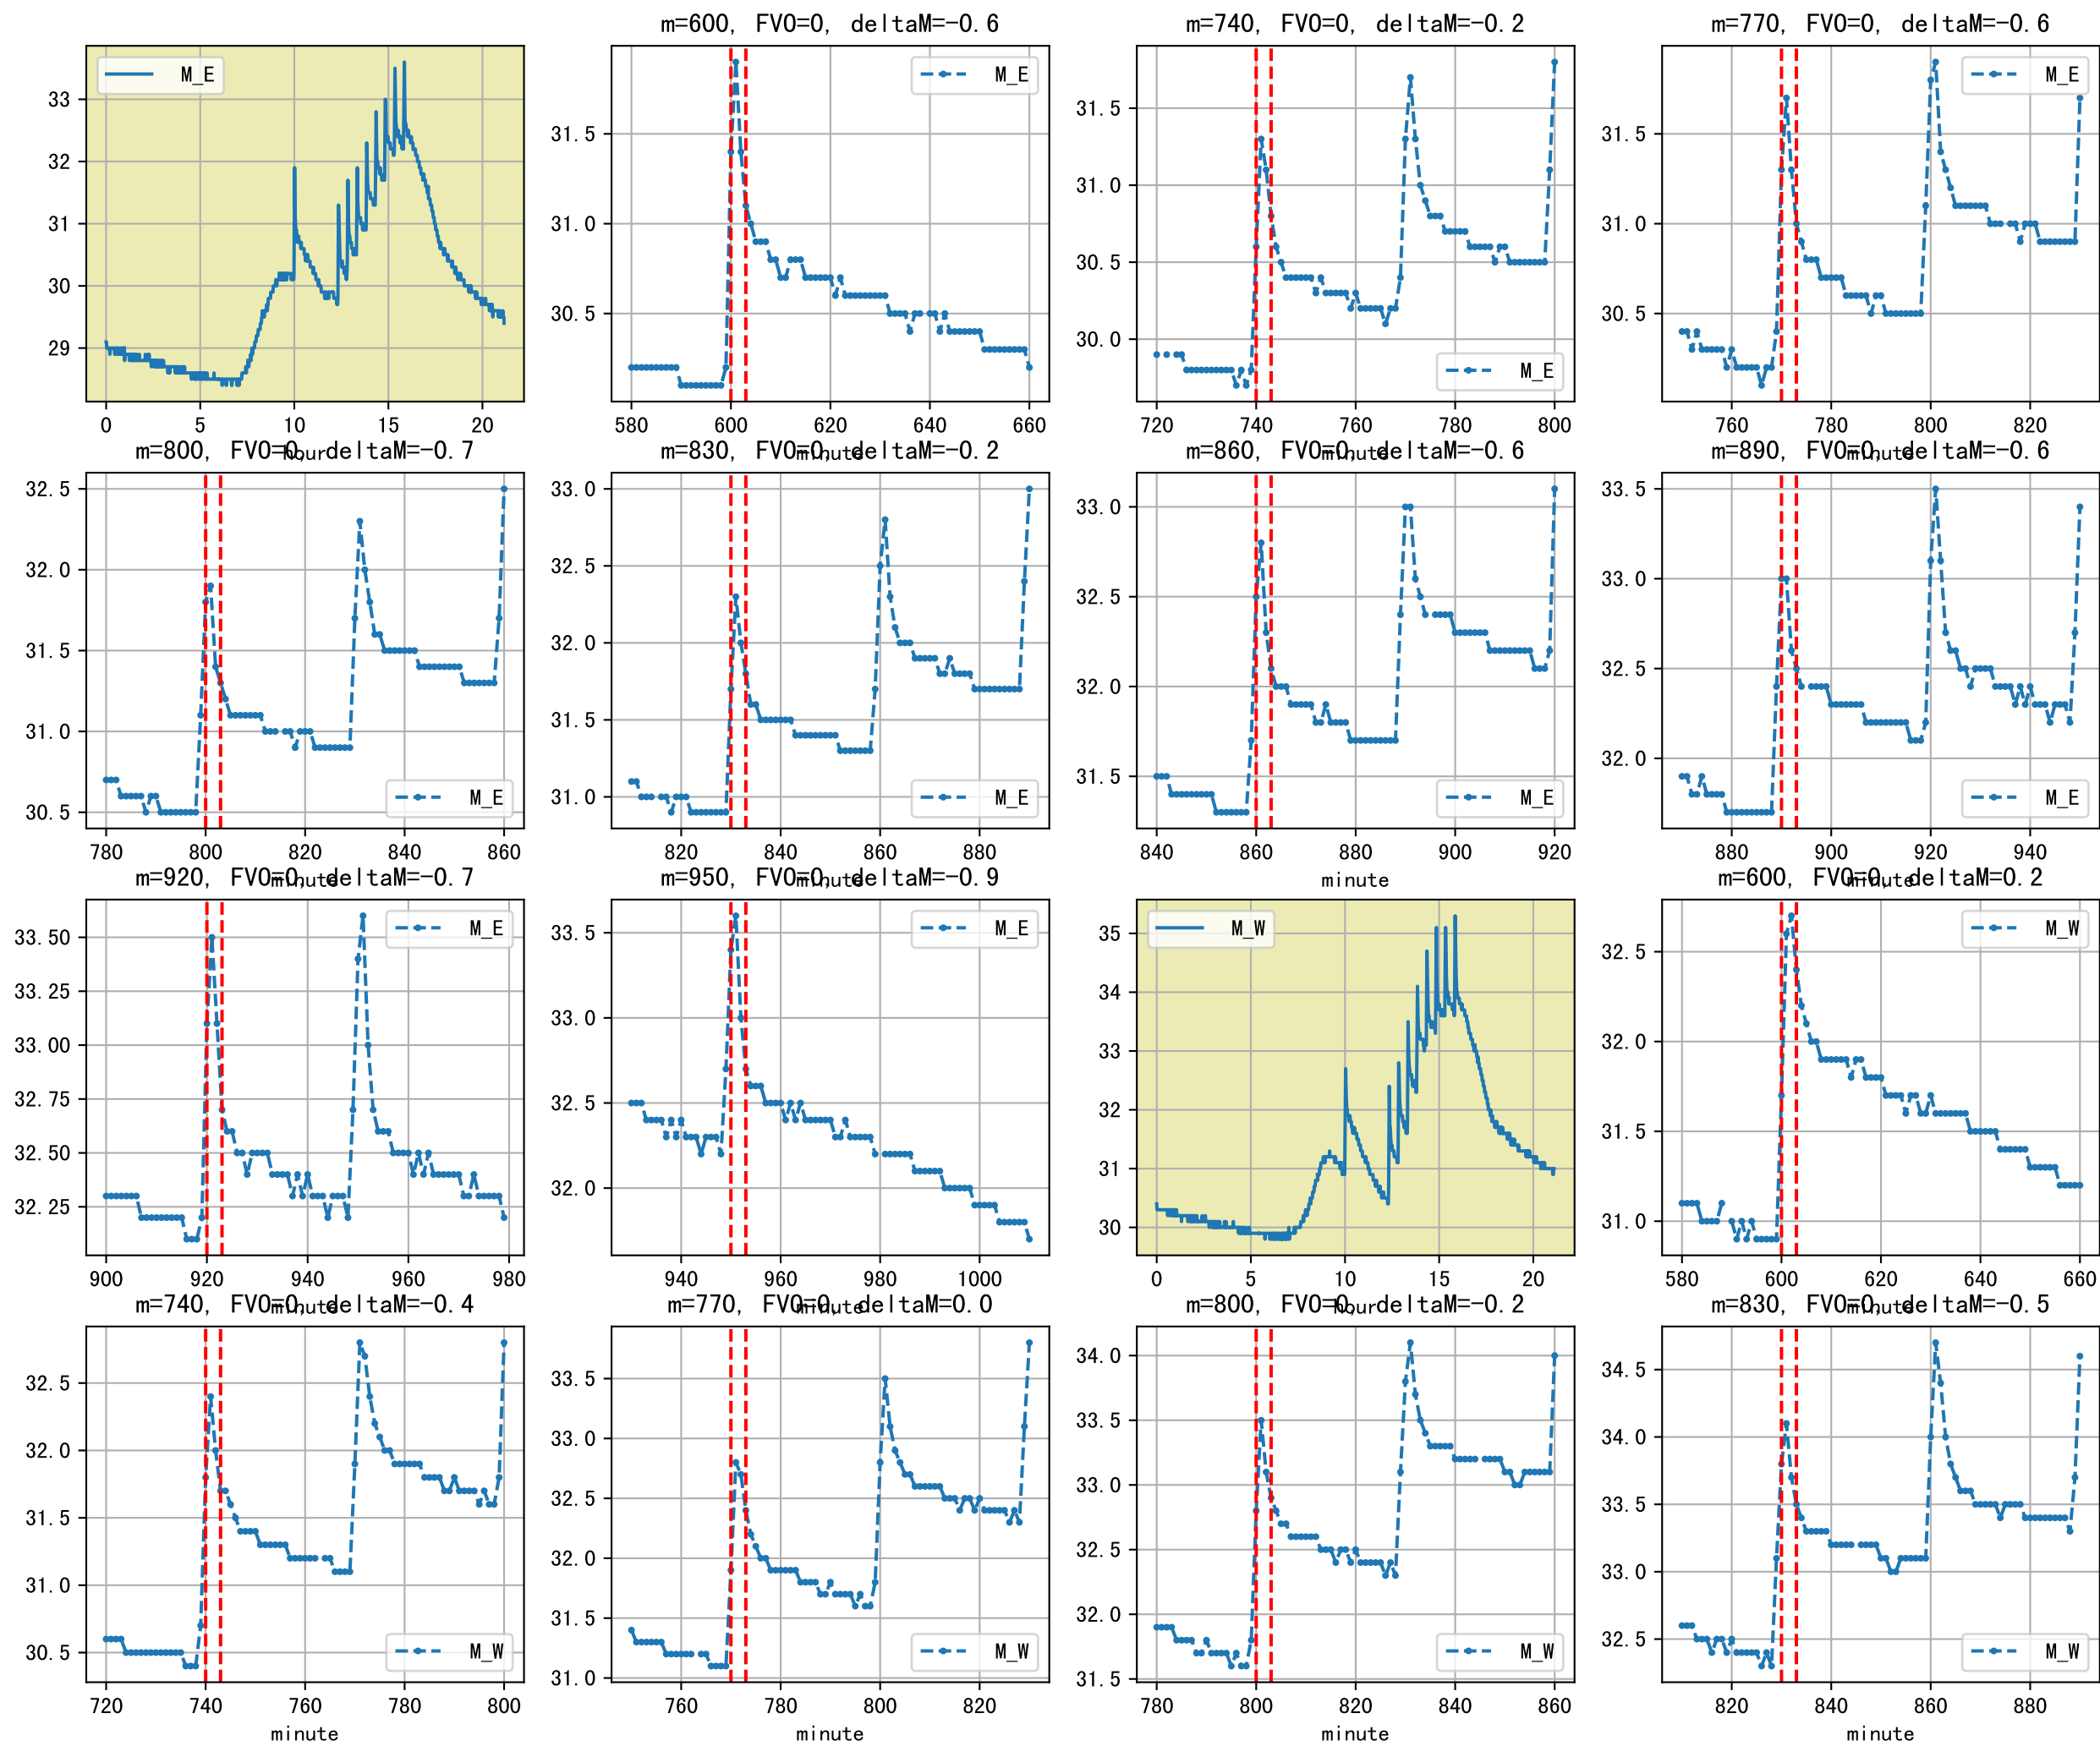 M_E
33
32
31
30
29
0 5 10 15 20
hour
m=600, FVO=0, deltaM=-0.6
M_E
31.5
31.0
30.5
580 600 620 640 660
minute
m=740, FVO=0, deltaM=-0.2
31.5
31.0
30.5
30.0
M_E
720 740 760 780 800
minute
m=770, FVO=0, deltaM=-0.6
M_E
31.5
31.0
30.5
760 780 800 820
minute
m=800, FVO=0, deltaM=-0.7
32.5
32.0
31.5
31.0
30.5
M_E
780 800 820 840 860
minute
m=830, FVO=0, deltaM=-0.2
33.0
32.5
32.0
31.5
31.0
M_E
820 840 860 880
minute
m=860, FVO=0, deltaM=-0.6
33.0
32.5
32.0
31.5
M_E
840 860 880 900 920
minute
m=890, FVO=0, deltaM=-0.6
33.5
33.0
32.5
32.0
M_E
880 900 920 940
minute
m=920, FVO=0, deltaM=-0.7
M_E
33.50
33.25
33.00
32.75
32.50
32.25
900 920 940 960 980
minute
m=950, FVO=0, deltaM=-0.9
M_E
33.5
33.0
32.5
32.0
940 960 980 1000
minute
M_W
35
34
33
32
31
30
0 5 10 15 20
hour
m=600, FVO=0, deltaM=0.2
M_W
32.5
32.0
31.5
31.0
580 600 620 640 660
minute
m=740, FVO=0, deltaM=-0.4
32.5
32.0
31.5
31.0
30.5
M_W
720 740 760 780 800
minute
m=770, FVO=0, deltaM=0.0
33.5
33.0
32.5
32.0
31.5
31.0
M_W
760 780 800 820
minute
m=800, FVO=0, deltaM=-0.2
34.0
33.5
33.0
32.5
32.0
31.5
M_W
780 800 820 840 860
minute
m=830, FVO=0, deltaM=-0.5
34.5
34.0
33.5
33.0
32.5
M_W
820 840 860 880
minute